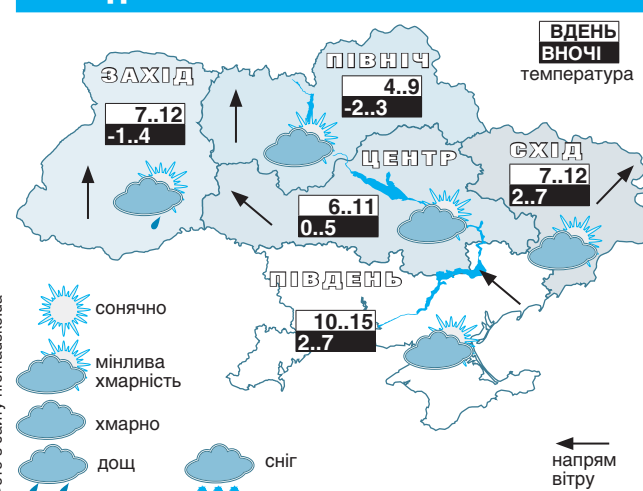 ВДЕНЬ
ВНОЧІ
температура
ЗАХІД
7..12
-1..4
ПІВНІЧ
4..9
-2..3
ЦЕНТР
6..11
0..5
СХІД
7..12
2..7
ПІВДЕНЬ
10..15
2..7
сонячно
мінлива
хмарність
хмарно
дощ
сніг
напрям
вітру